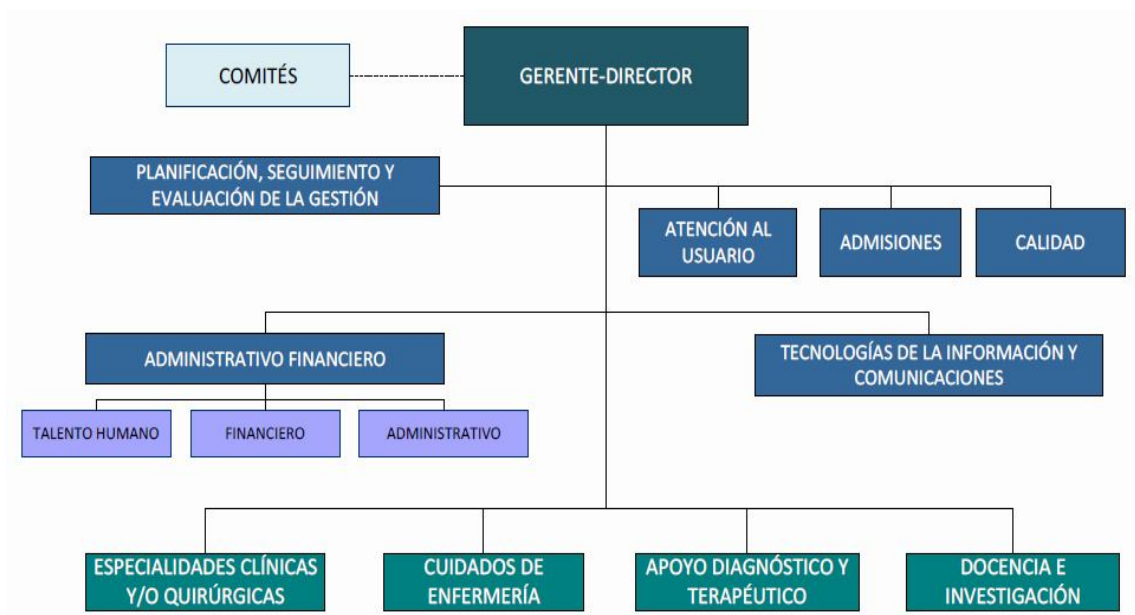 COMITÉS
GERENTE-DIRECTOR
PLANIFICACIÓN, SEGUIMIENTO Y
EVALUACIÓN DE LA GESTIÓN
ATENCIÓN AL
USUARIO
ADMISIONES
CALIDAD
ADMINISTRATIVO FINANCIERO
TECNOLOGÍAS DE LA INFORMACIÓN Y
COMUNICACIONES
TALENTO HUMANO
FINANCIERO
ADMINISTRATIVO
ESPECIALIDADES CLÍNICAS
Y/O QUIRÚRGICAS
CUIDADOS DE
ENFERMERÍA
APOYO DIAGNÓSTICO Y
TERAPÉUTICO
DOCENCIA E
INVESTIGACIÓN